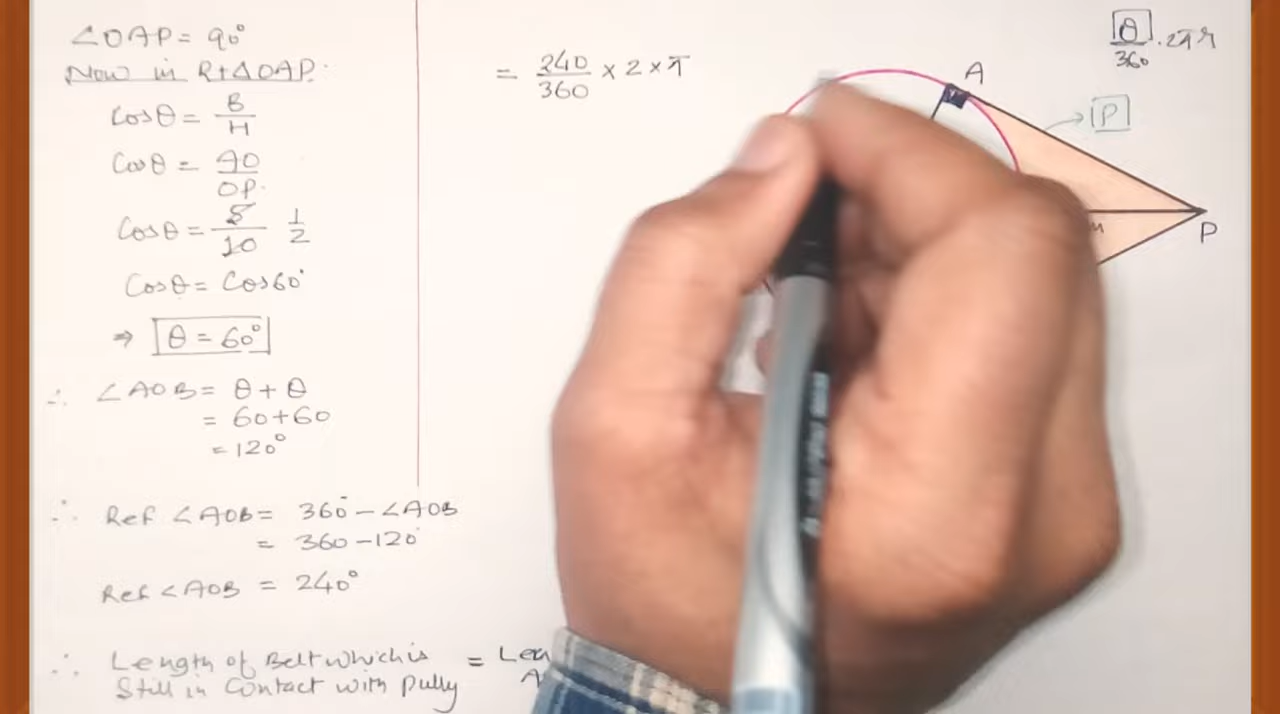 ∠OAP = 90°
Now in Rt△OAP.
Cosθ = B/H
Cosθ = AO/OP.
Cosθ = 5/10 1/2
Cosθ = Cos60°
⇒ θ = 60°
∴ ∠AOB = θ + θ
= 60+60
= 120°
∴ Ref ∠AOB = 360° - ∠AOB
= 360 - 120°
Ref ∠AOB = 240°
∴ Length of Belt which is = Len
Still in Contact with pully A
= 240/360 × 2 × π
θ/360 . 2πr
A
P
P